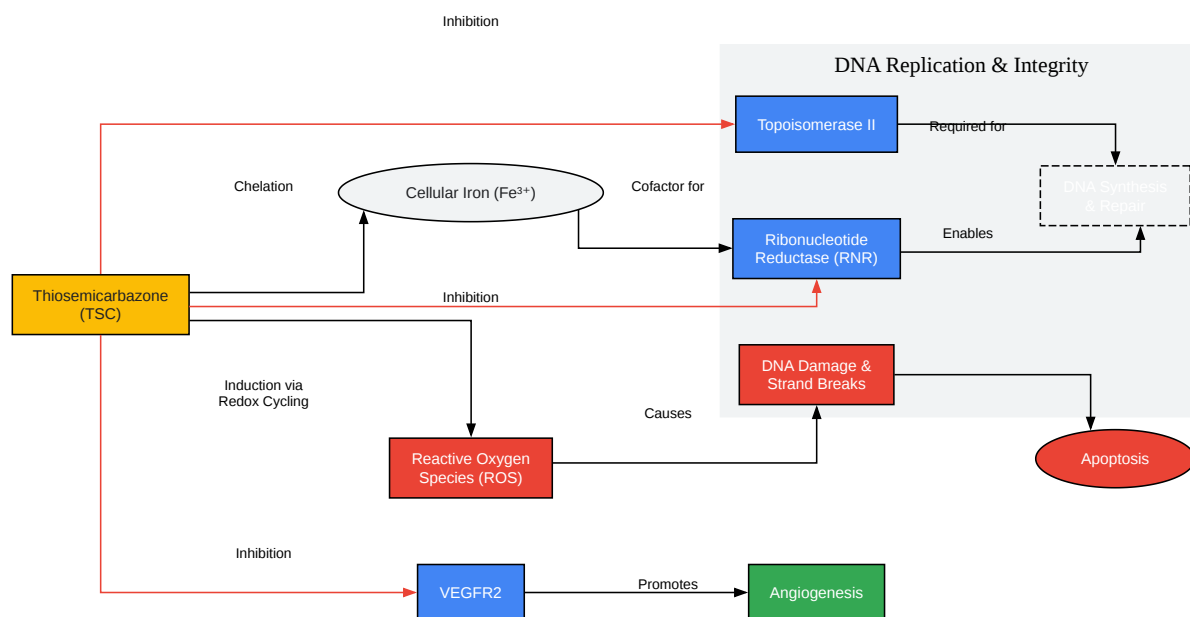 Inhibition
DNA Replication & Integrity
Topoisomerase II
Required for
Chelation
Cellular Iron (Fe³⁺)
Cofactor for
DNA Synthesis
& Repair
Ribonucleotide
Reductase (RNR)
Enables
Thiosemicarbazone
(TSC)
Inhibition
DNA Damage &
Strand Breaks
Induction via
Redox Cycling
Causes
Reactive Oxygen
Species (ROS)
Apoptosis
Inhibition
VEGFR2
Promotes
Angiogenesis